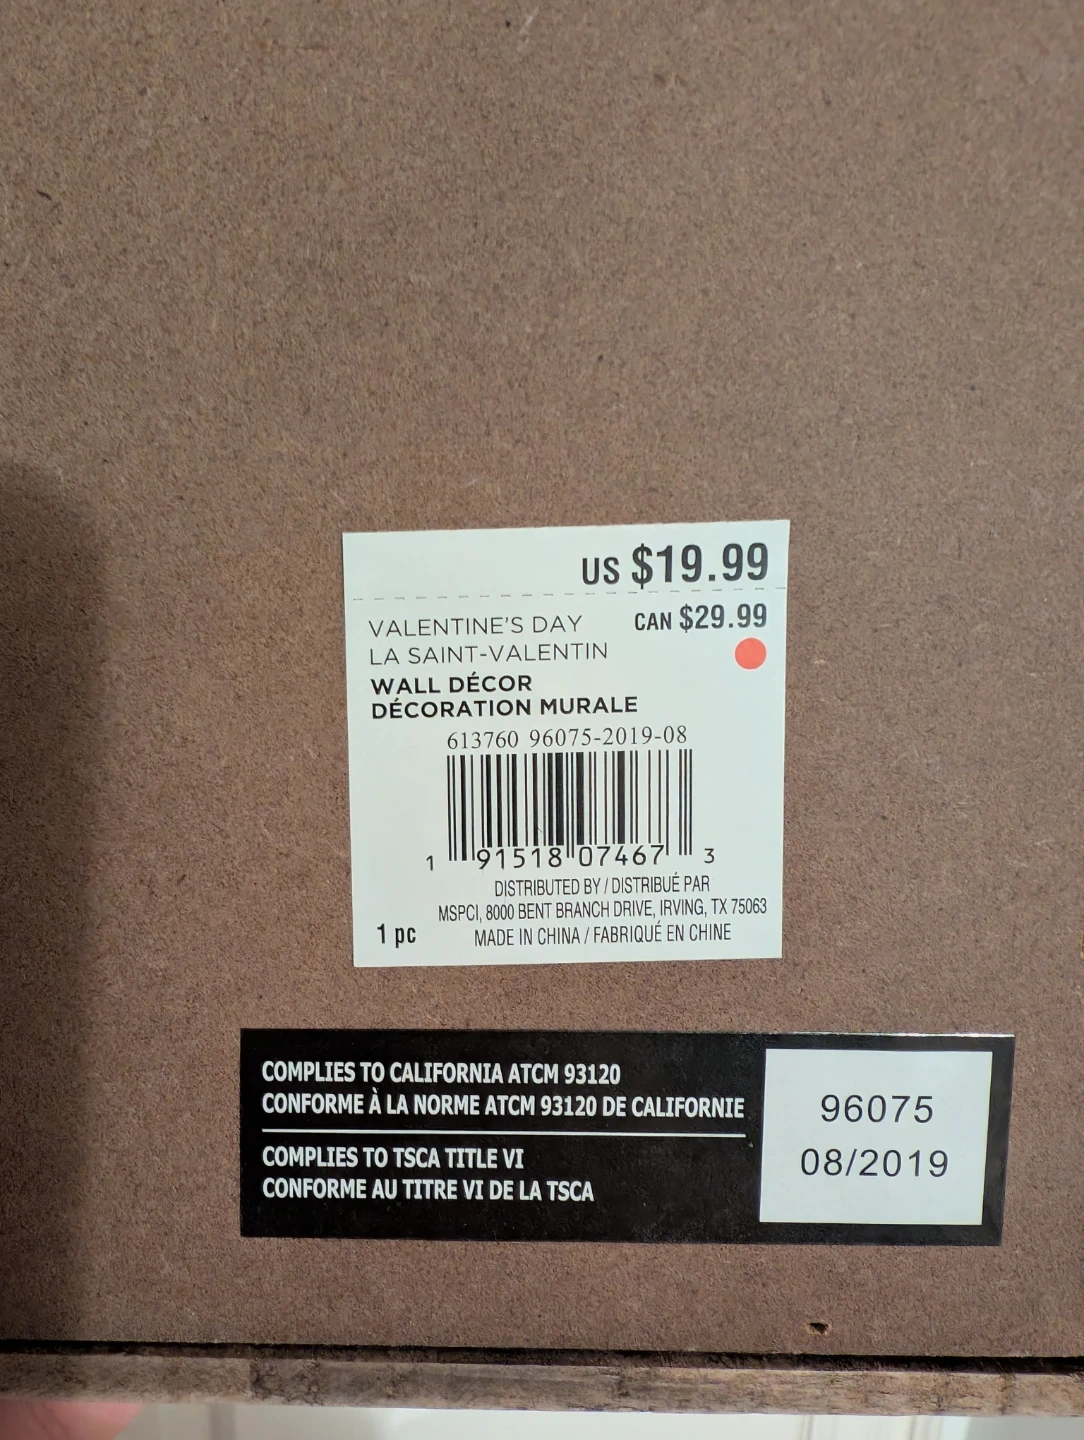 US $19.99
VALENTINE'S DAY CAN $29.99
LA SAINT-VALENTIN
WALL DÉCOR
DÉCORATION MURALE
613760 96075-2019-08
1 91518 07467 3
DISTRIBUTED BY / DISTRIBUÉ PAR
MSPCI, 8000 BENT BRANCH DRIVE, IRVING, TX 75063
1 pc MADE IN CHINA / FABRIQUÉ EN CHINE
COMPLIES TO CALIFORNIA ATCM 93120
CONFORME À LA NORME ATCM 93120 DE CALIFORNIE
COMPLIES TO TSCA TITLE VI
CONFORME AU TITRE VI DE LA TSCA
96075
08/2019